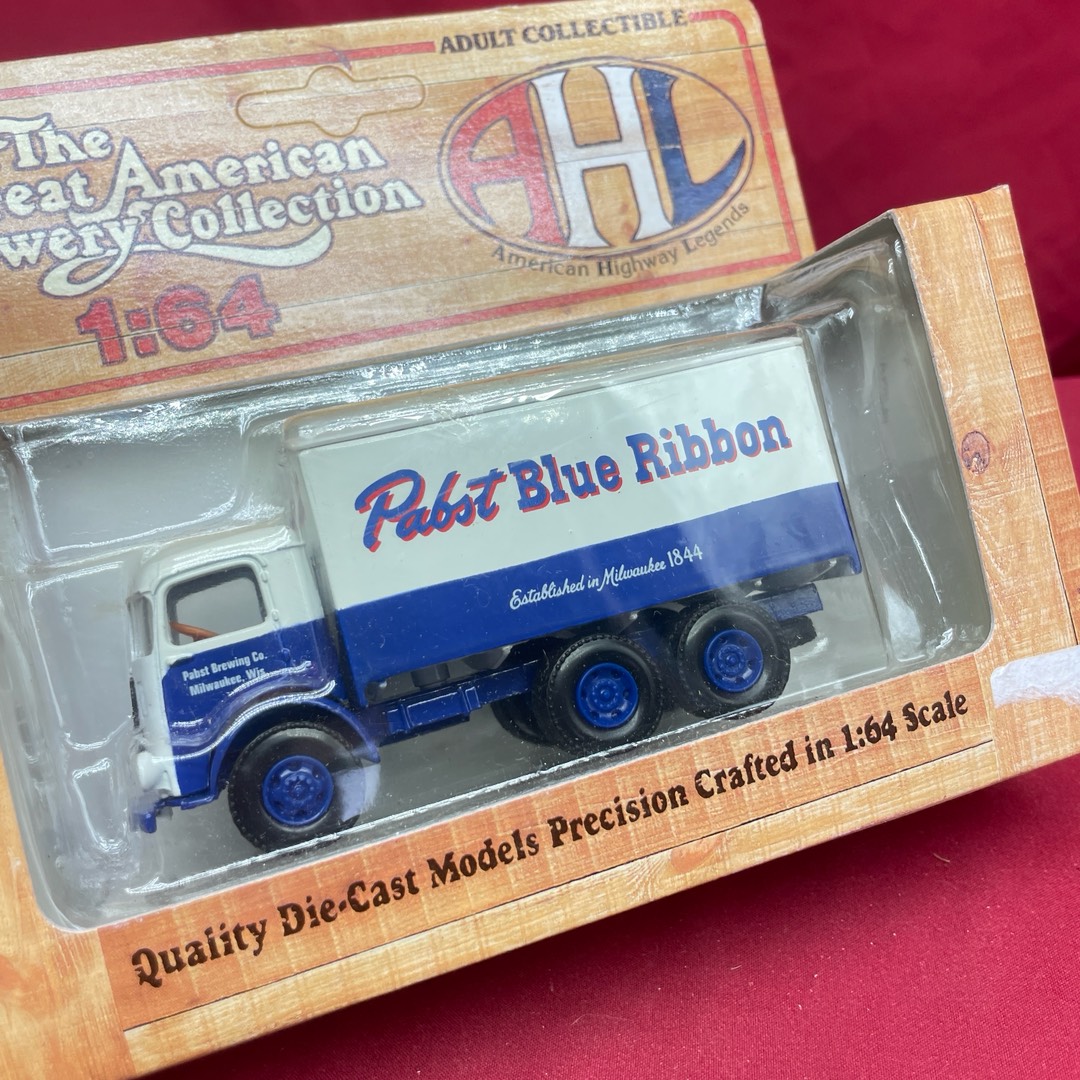 ADULT COLLECTIBLE
The
eat American
wery Collection
1:64
AHL
American Highway Legends
Pabst Blue Ribbon
Established in Milwaukee 1844
Pabst Brewing Co.
Milwaukee, Wis.
Quality Die-Cast Models Precision Crafted in 1:64 Scale